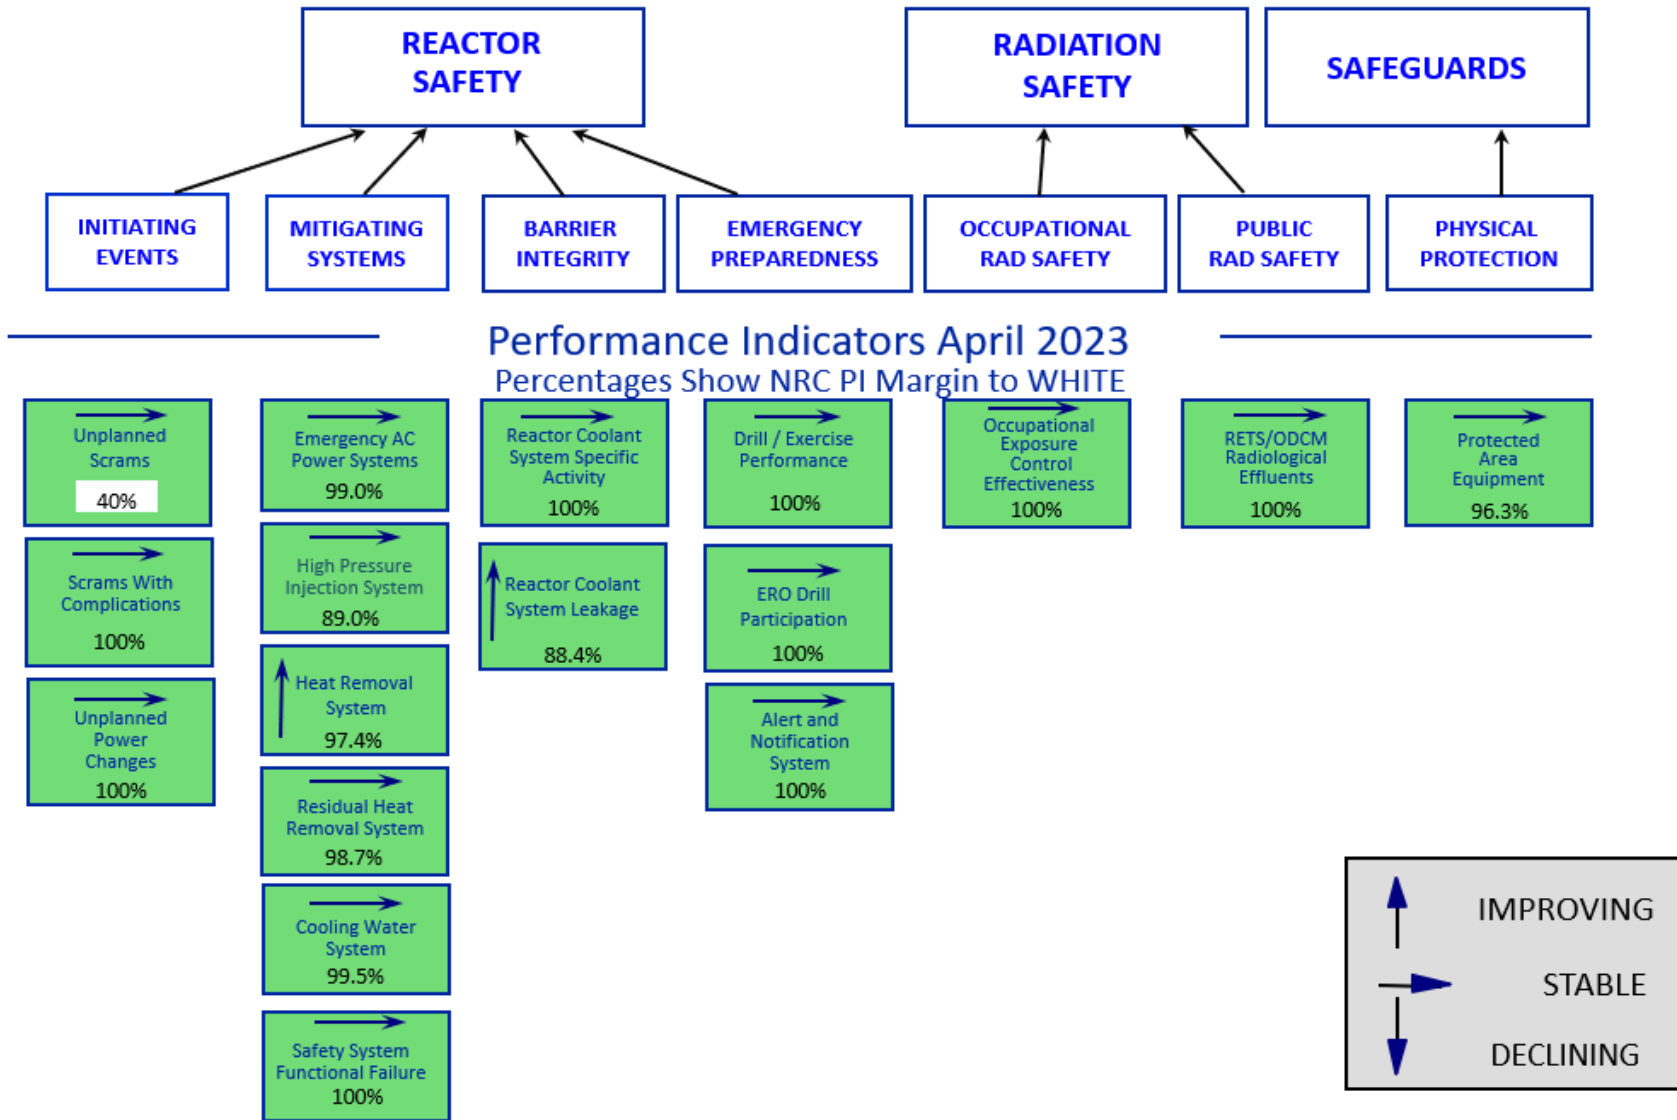 REACTOR
SAFETY
RADIATION
SAFETY
SAFEGUARDS
INITIATING
EVENTS
MITIGATING
SYSTEMS
BARRIER
INTEGRITY
EMERGENCY
PREPAREDNESS
OCCUPATIONAL
RAD SAFETY
PUBLIC
RAD SAFETY
PHYSICAL
PROTECTION
Performance Indicators April 2023
Percentages Show NRC PI Margin to WHITE
Unplanned
Scrams
40%
Scrams With
Complications
100%
Unplanned
Power
Changes
100%
Emergency AC
Power Systems
99.0%
High Pressure
Injection System
89.0%
Heat Removal
System
97.4%
Residual Heat
Removal System
98.7%
Cooling Water
System
99.5%
Safety System
Functional Failure
100%
Reactor Coolant
System Specific
Activity
100%
Reactor Coolant
System Leakage
88.4%
Drill / Exercise
Performance
100%
ERO Drill
Participation
100%
Alert and
Notification
System
100%
Occupational
Exposure
Control
Effectiveness
100%
RETS/ODCM
Radiological
Effluents
100%
Protected
Area
Equipment
96.3%
IMPROVING
STABLE
DECLINING